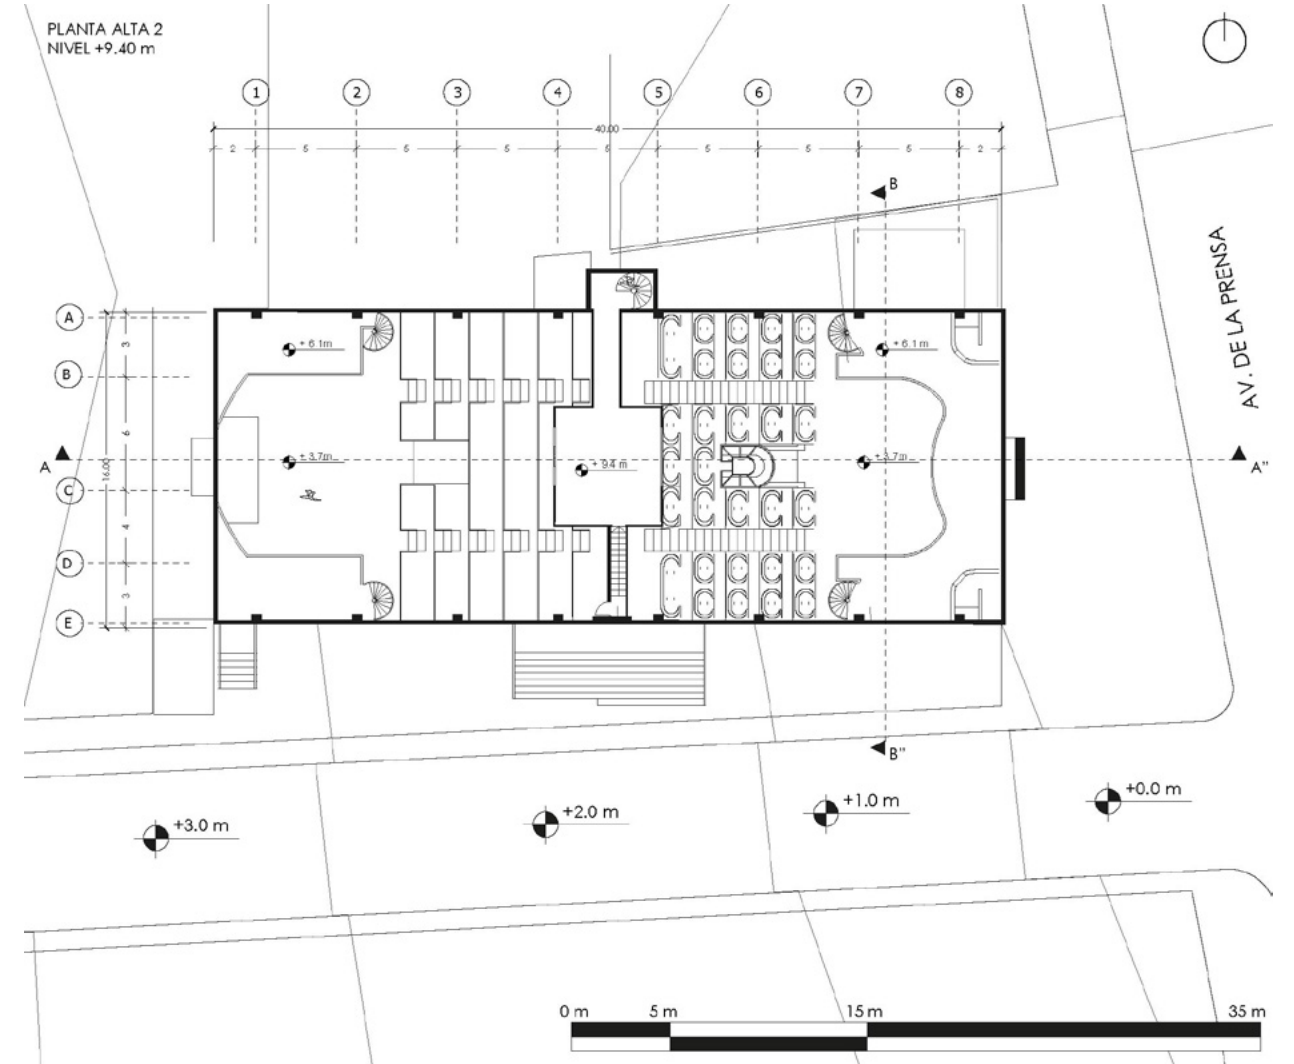 PLANTA ALTA 2
NIVEL +9.40 m
1
2
3
4
5
6
7
8
40.00
2
5
5
5
5
5
5
5
2
B
AV. DE LA PRENSA
A
B
C
D
E
3
6
4
3
16.00
+ 6.1m
+ 6.1m
A
+ 3.7m
+ 9.4 m
+ 3.7m
A"
B"
+3.0 m
+2.0 m
+1.0 m
+0.0 m
0 m
5 m
15 m
35 m